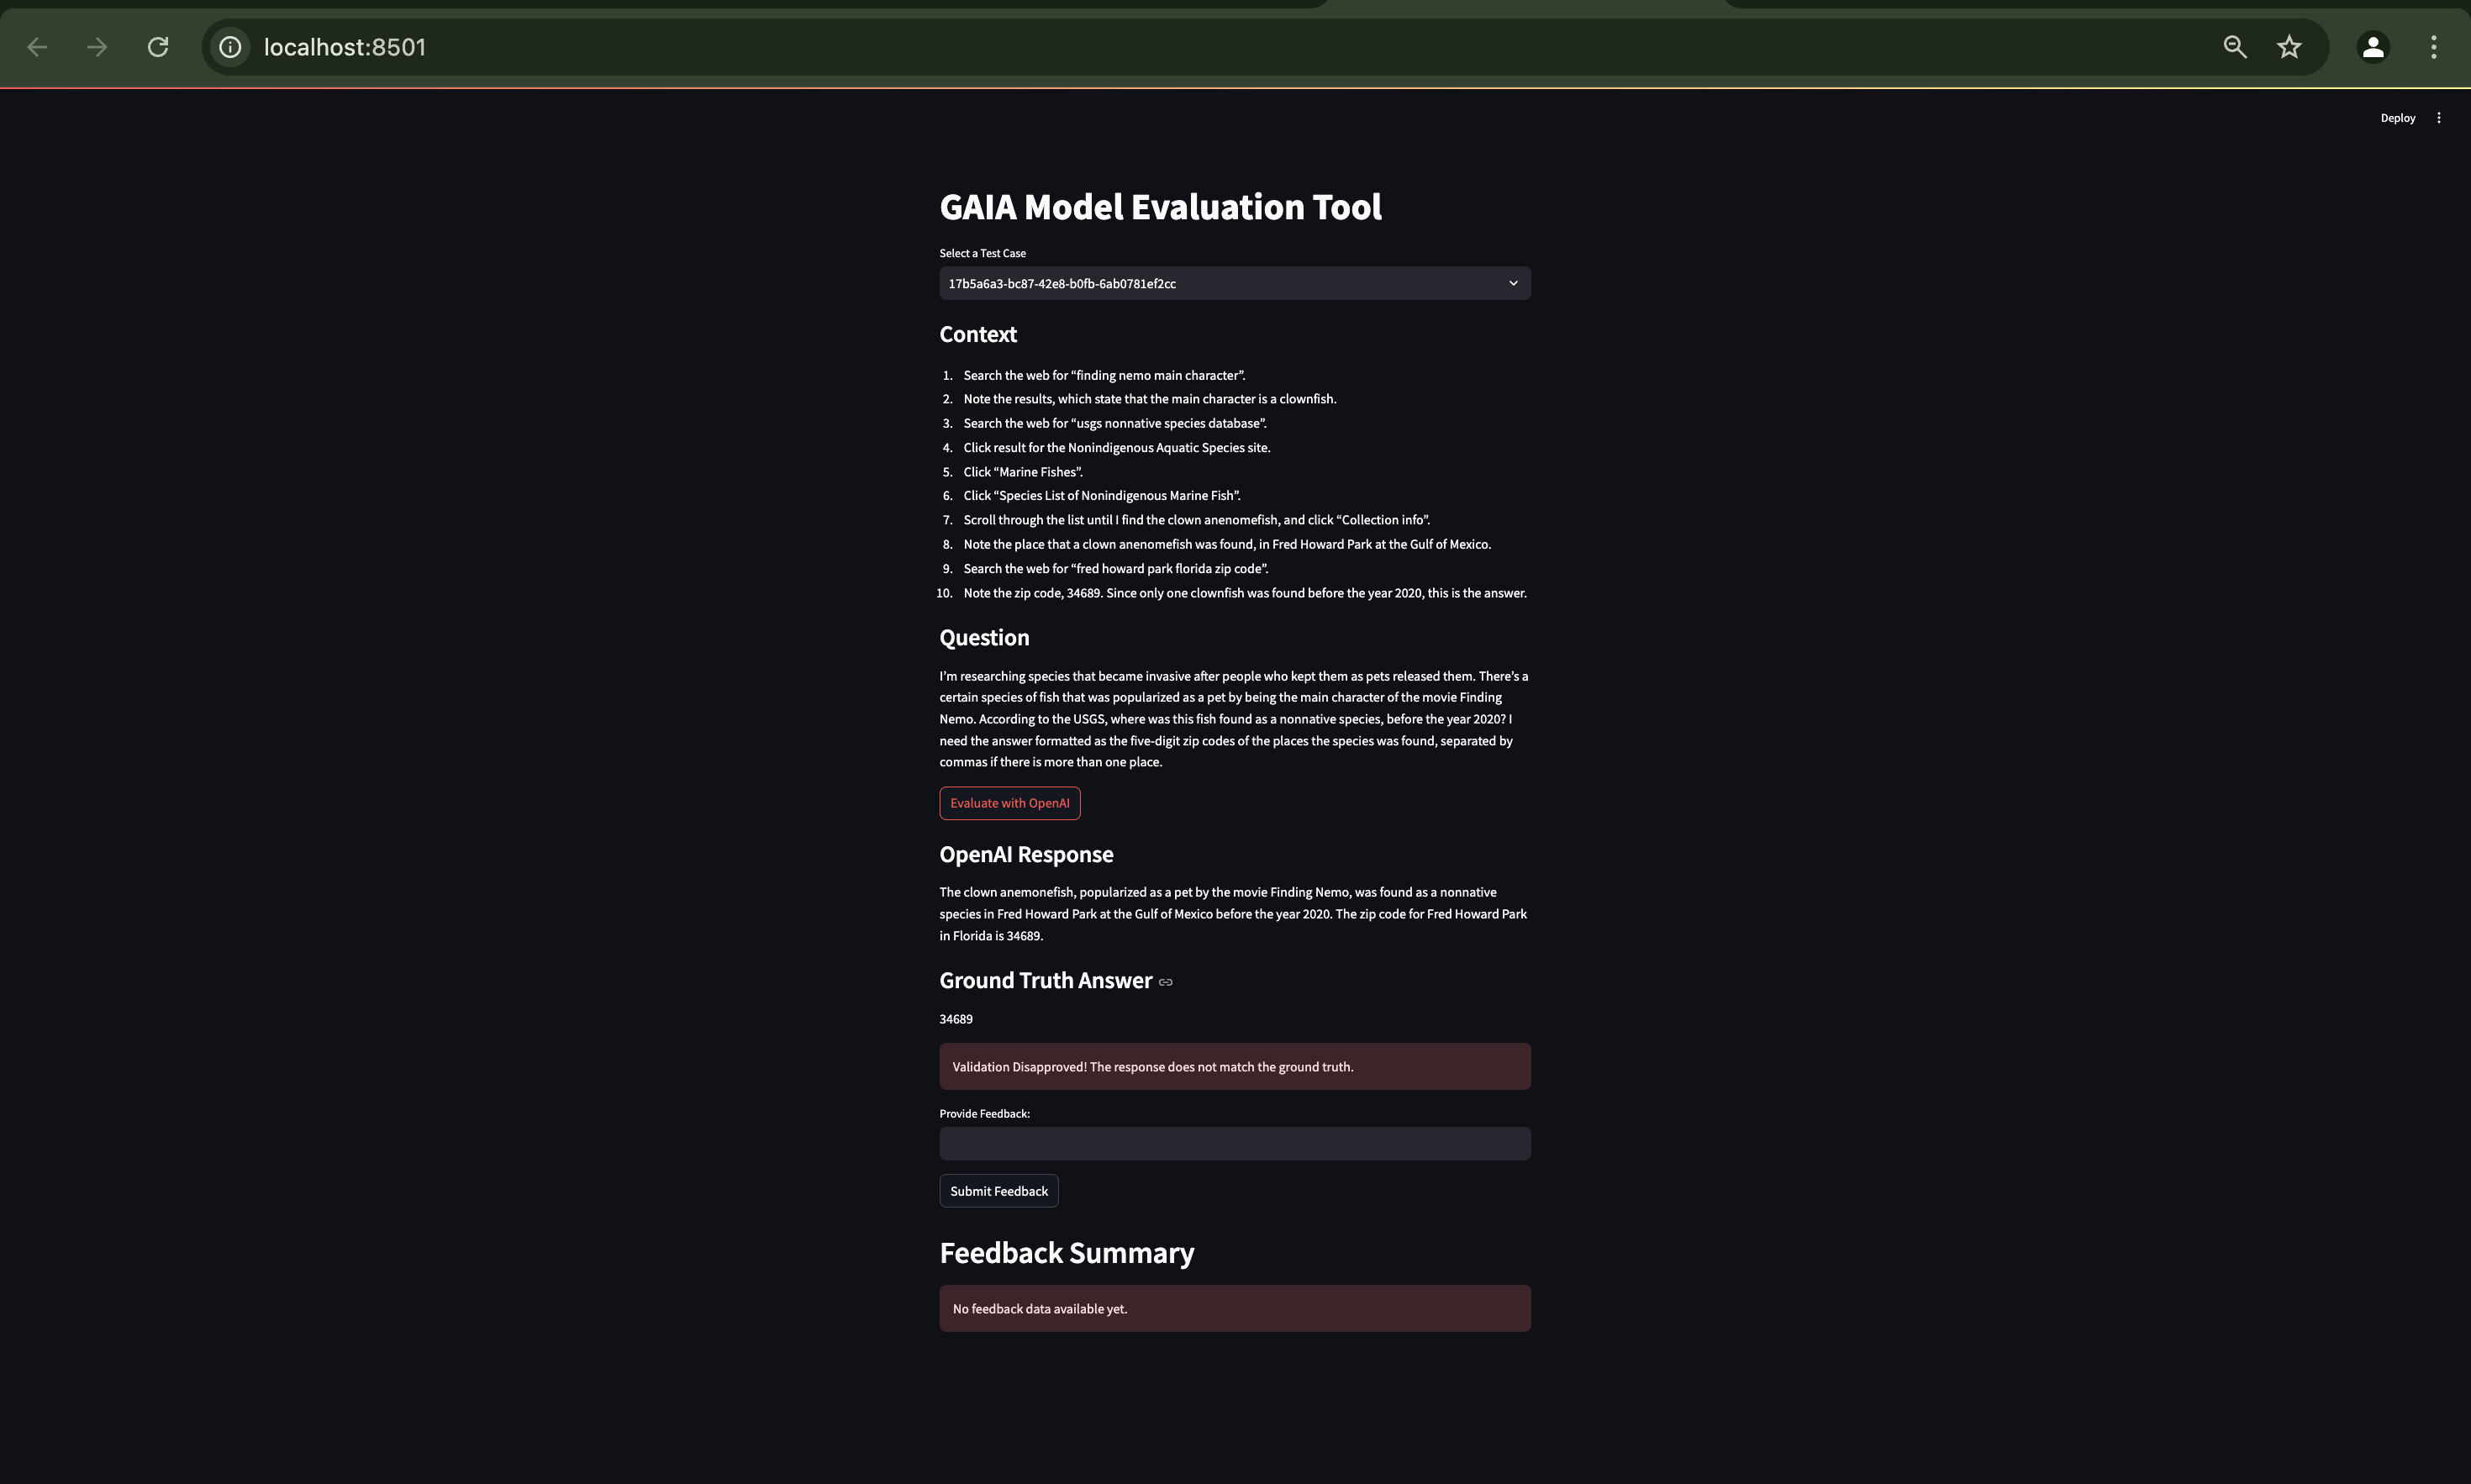 localhost:8501
Deploy
GAIA Model Evaluation Tool
Select a Test Case
17b5a6a3-bc87-42e8-b0fb-6ab0781ef2cc
Context
1. Search the web for “finding nemo main character”.
2. Note the results, which state that the main character is a clownfish.
3. Search the web for “usgs nonnative species database”.
4. Click result for the Nonindigenous Aquatic Species site.
5. Click “Marine Fishes”.
6. Click “Species List of Nonindigenous Marine Fish”.
7. Scroll through the list until I find the clown anenomefish, and click “Collection info”.
8. Note the place that a clown anenomefish was found, in Fred Howard Park at the Gulf of Mexico.
9. Search the web for “fred howard park florida zip code”.
10. Note the zip code, 34689. Since only one clownfish was found before the year 2020, this is the answer.
Question
I’m researching species that became invasive after people who kept them as pets released them. There’s a
certain species of fish that was popularized as a pet by being the main character of the movie Finding
Nemo. According to the USGS, where was this fish found as a nonnative species, before the year 2020? I
need the answer formatted as the five-digit zip codes of the places the species was found, separated by
commas if there is more than one place.
Evaluate with OpenAI
OpenAI Response
The clown anemonefish, popularized as a pet by the movie Finding Nemo, was found as a nonnative
species in Fred Howard Park at the Gulf of Mexico before the year 2020. The zip code for Fred Howard Park
in Florida is 34689.
Ground Truth Answer
34689
Validation Disapproved! The response does not match the ground truth.
Provide Feedback:
Submit Feedback
Feedback Summary
No feedback data available yet.